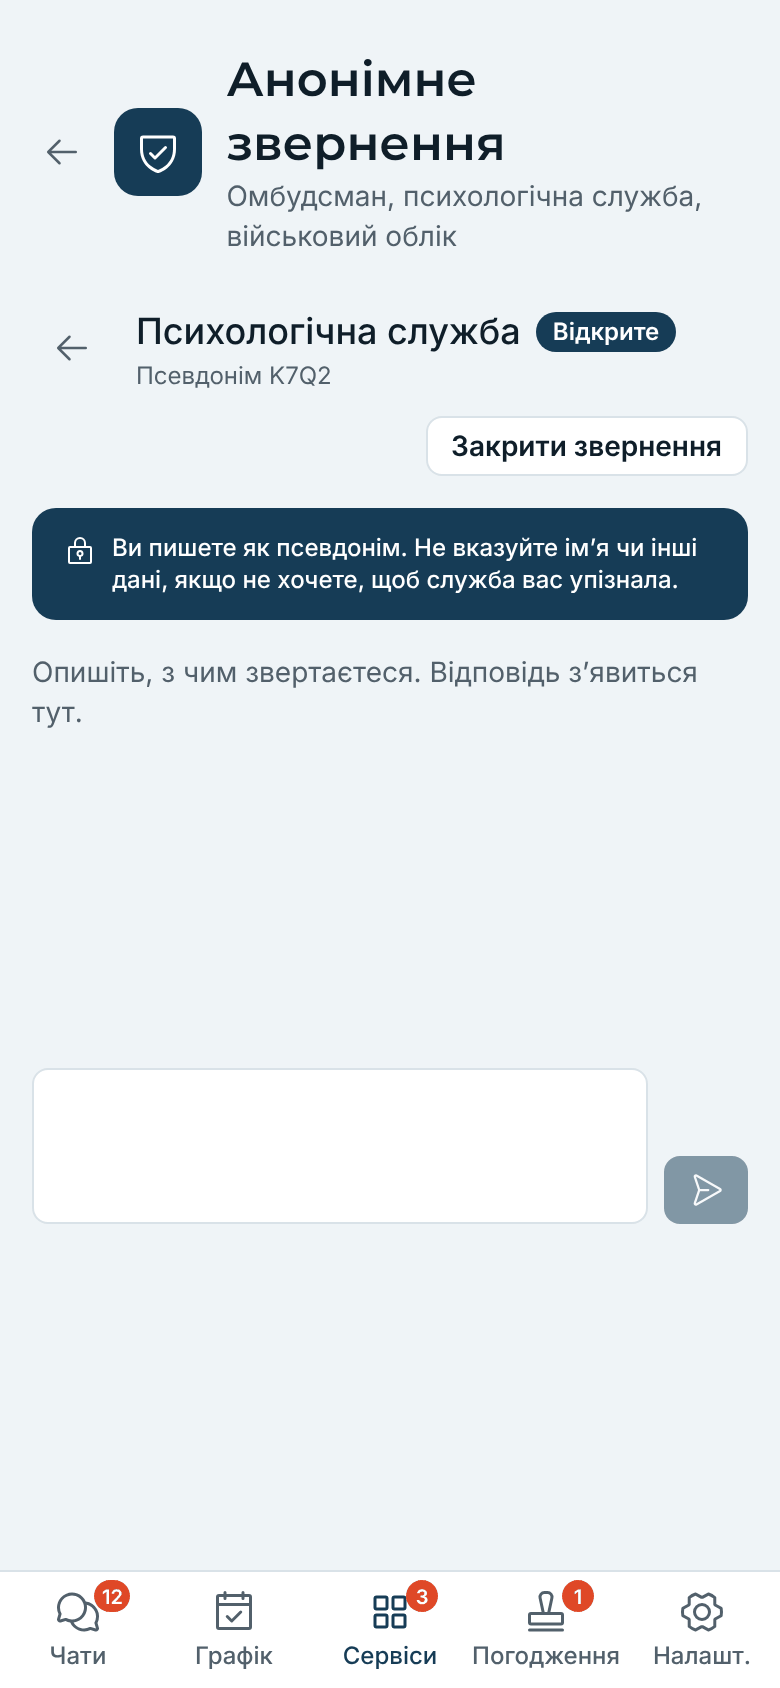 Анонімне
звернення
Омбудсман, психологічна служба,
військовий облік
Психологічна служба
Відкрите
Псевдонім K7Q2
Закрити звернення
Ви пишете як псевдонім. Не вказуйте ім’я чи інші
дані, якщо не хочете, щоб служба вас упізнала.
Опишіть, з чим звертаєтеся. Відповідь з’явиться
тут.
12
3
1
Чати
Графік
Сервіси
Погодження
Налашт.